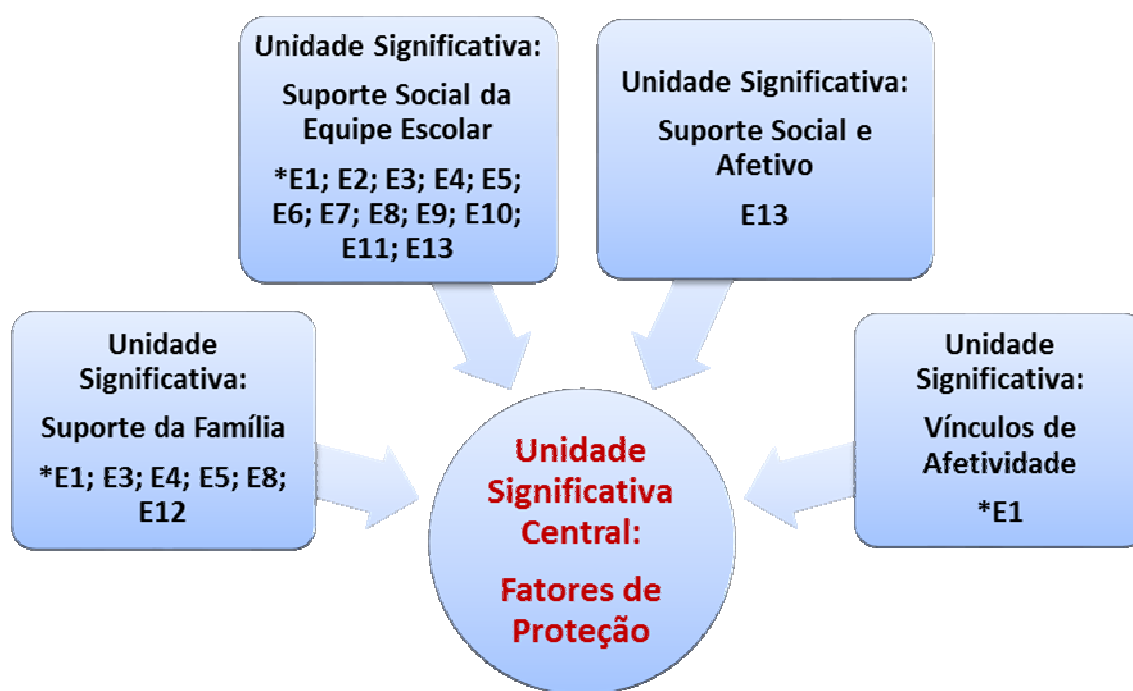 Unidade Significativa:
Suporte Social da
Equipe Escolar
*E1; E2; E3; E4; E5;
E6; E7; E8; E9; E10;
E11; E13
Unidade Significativa:
Suporte Social e
Afetivo
E13
Unidade
Significativa:
Suporte da Família
*E1; E3; E4; E5; E8;
E12
Unidade
Significativa:
Vínculos de
Afetividade
*E1
Unidade
Significativa
Central:
Fatores de
Proteção